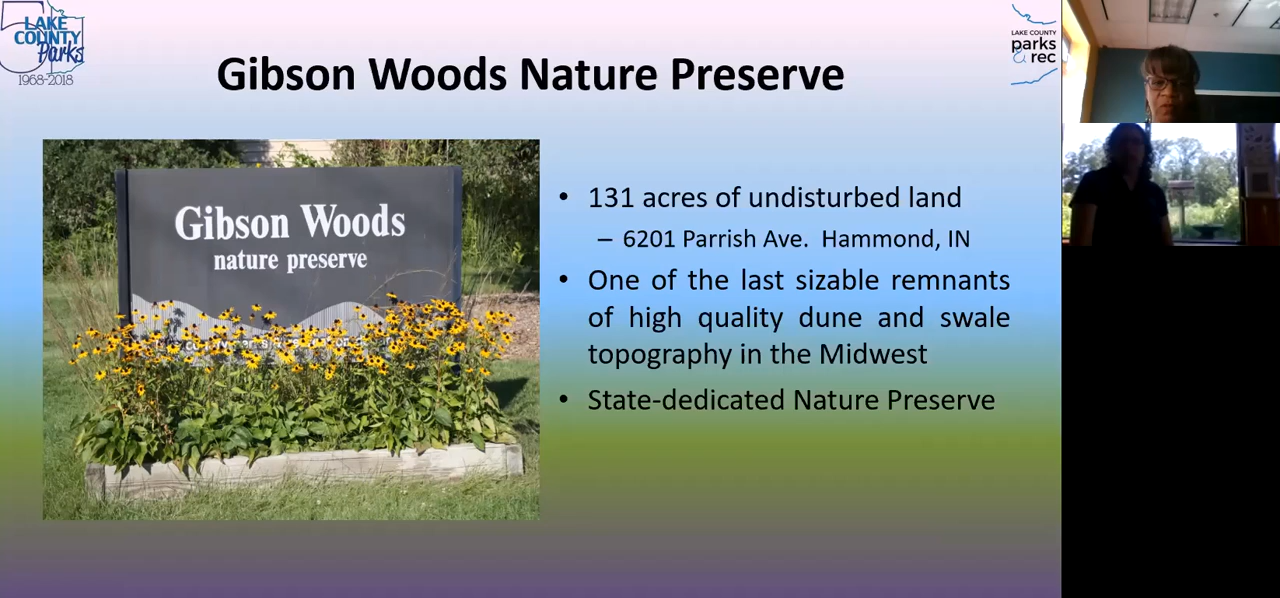 LAKE
COUNTY
Parks
1968-2018
LAKE COUNTY
parks
& rec
Gibson Woods Nature Preserve
Gibson Woods
nature preserve
• 131 acres of undisturbed land
– 6201 Parrish Ave. Hammond, IN
• One of the last sizable remnants
of high quality dune and swale
topography in the Midwest
• State-dedicated Nature Preserve